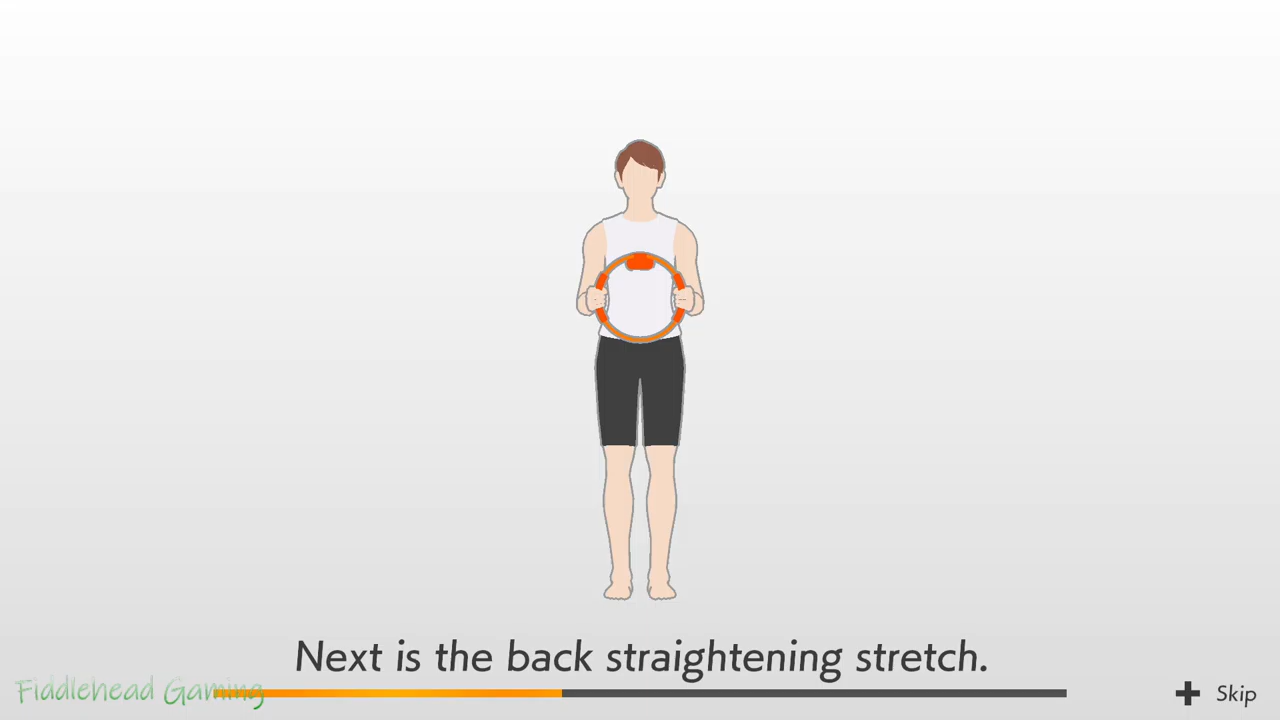 Next is the back straightening stretch.
Fiddlehead Gaming
Skip